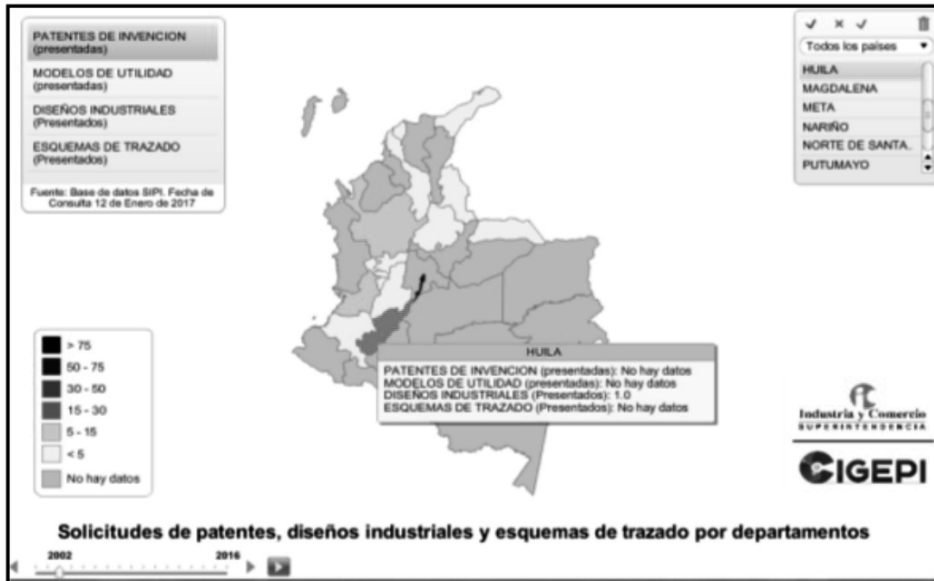 PATENTES DE INVENCION
(presentadas)
MODELOS DE UTILIDAD
(presentadas)
DISEÑOS INDUSTRIALES
(Presentados)
ESQUEMAS DE TRAZADO
(Presentados)
Fuente: Base de datos SIPI. Fecha de
Consulta 12 de Enero de 2017
Todos los países
HUILA
MAGDALENA
META
NARIÑO
NORTE DE SANTA..
PUTUMAYO
> 75
50 - 75
30 - 50
15 - 30
5 - 15
< 5
No hay datos
HUILA
PATENTES DE INVENCION (presentadas): No hay datos
MODELOS DE UTILIDAD (presentadas): No hay datos
DISEÑOS INDUSTRIALES (Presentados): 1.0
ESQUEMAS DE TRAZADO (Presentados): No hay datos
Industria y Comercio
SUPERINTENDENCIA
CIGEPI
Solicitudes de patentes, diseños industriales y esquemas de trazado por departamentos
2002 2016